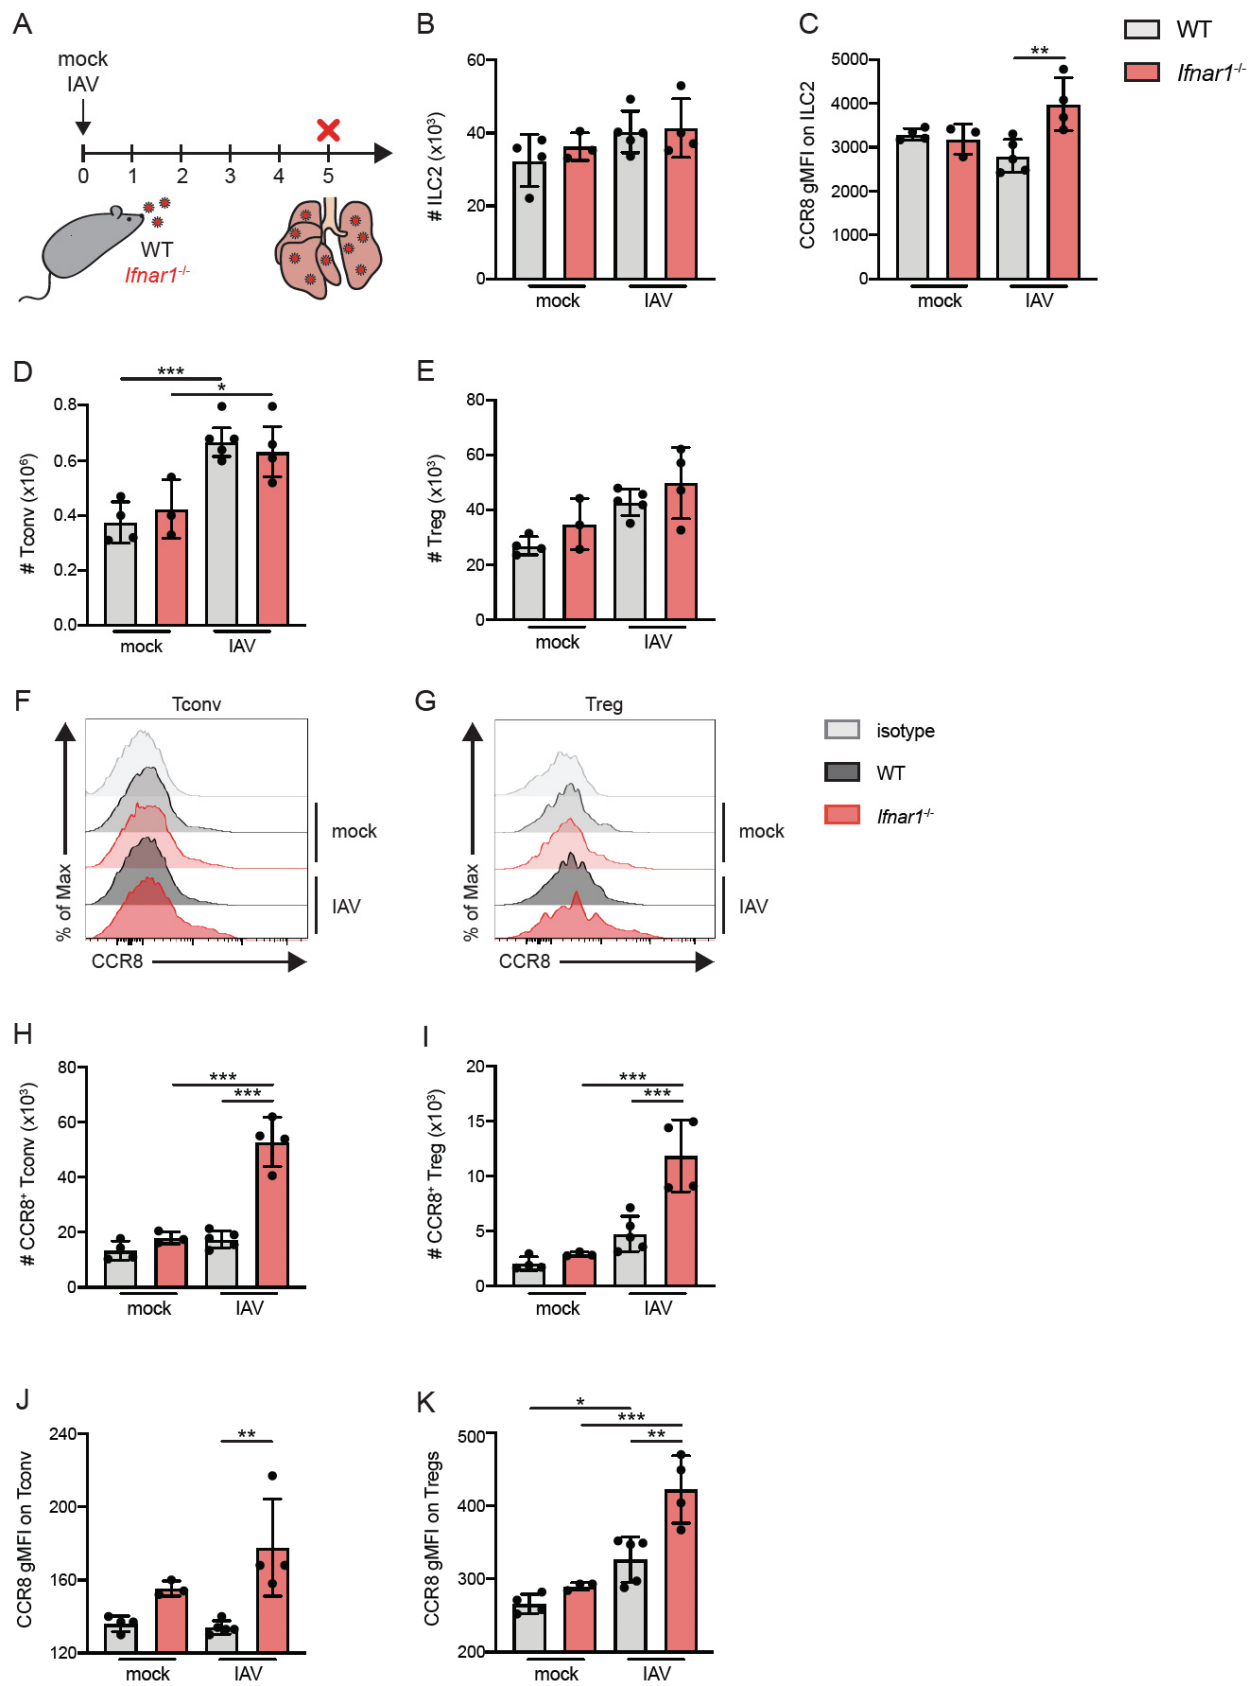 A
mock
IAV
0 1 2 3 4 5
WT
Ifnar1-/-
B
# ILC2 (x10³)
60
40
20
0
mock IAV
C
CCR8 gMFI on ILC2
5000
4000
3000
2000
1000
0
**
mock IAV
WT
Ifnar1-/-
D
# Tconv (x10⁶)
***
*
0.8
0.6
0.4
0.2
0.0
mock IAV
E
# Treg (x10³)
80
60
40
20
0
mock IAV
F
Tconv
% of Max
CCR8
mock
IAV
G
Treg
% of Max
CCR8
mock
IAV
isotype
WT
Ifnar1-/-
H
# CCR8⁺ Tconv (x10³)
80
60
40
20
0
***
***
mock IAV
I
# CCR8⁺ Treg (x10³)
20
15
10
5
0
***
***
mock IAV
J
CCR8 gMFI on Tconv
240
200
160
120
**
mock IAV
K
CCR8 gMFI on Tregs
*
***
**
500
400
300
200
mock IAV